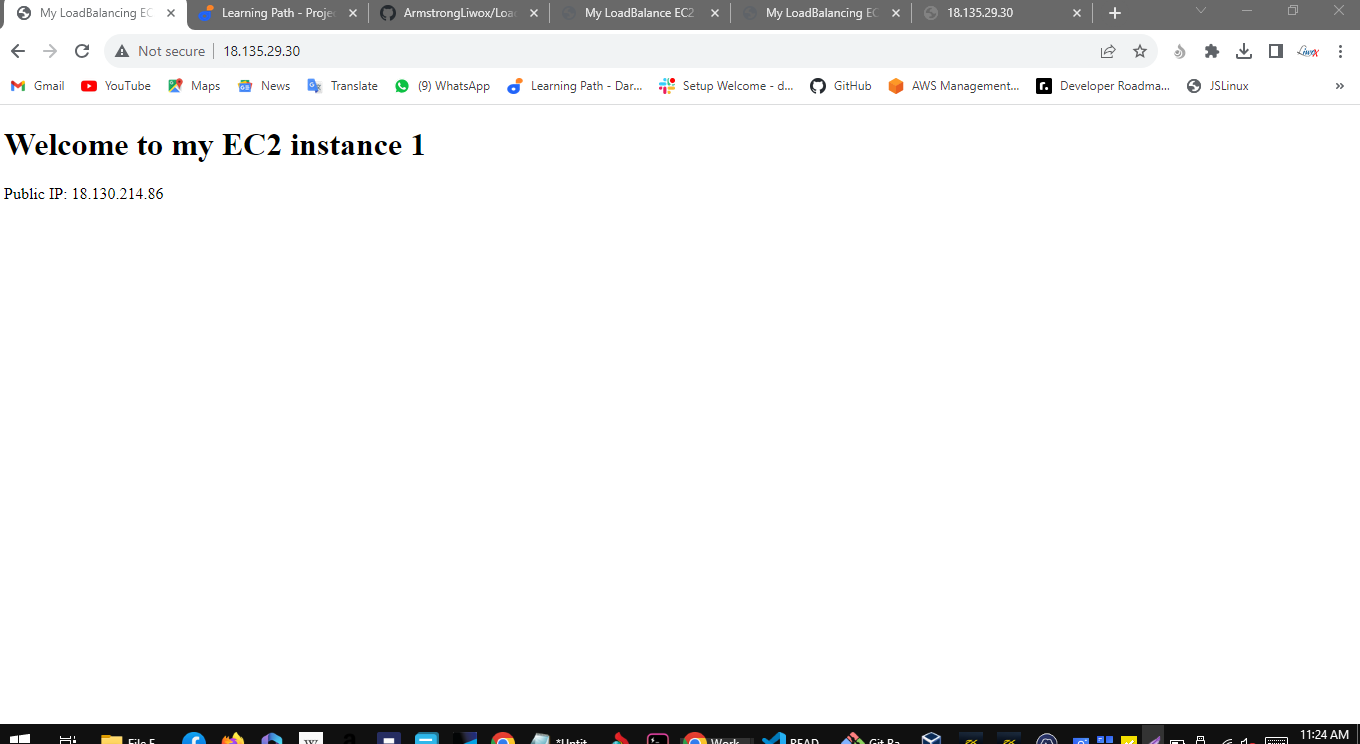 My LoadBalancing EC
Learning Path - Proje
ArmstrongLiwox/Loa
My LoadBalance EC2
My LoadBalancing EC
18.135.29.30
Not secure
18.135.29.30
Gmail
YouTube
Maps
News
Translate
(9) WhatsApp
Learning Path - Dar...
Setup Welcome - d...
GitHub
AWS Management...
Developer Roadma...
JSLinux
Welcome to my EC2 instance 1
Public IP: 18.130.214.86
File E
*Untit
Work
READ
Git Ba
11:24 AM